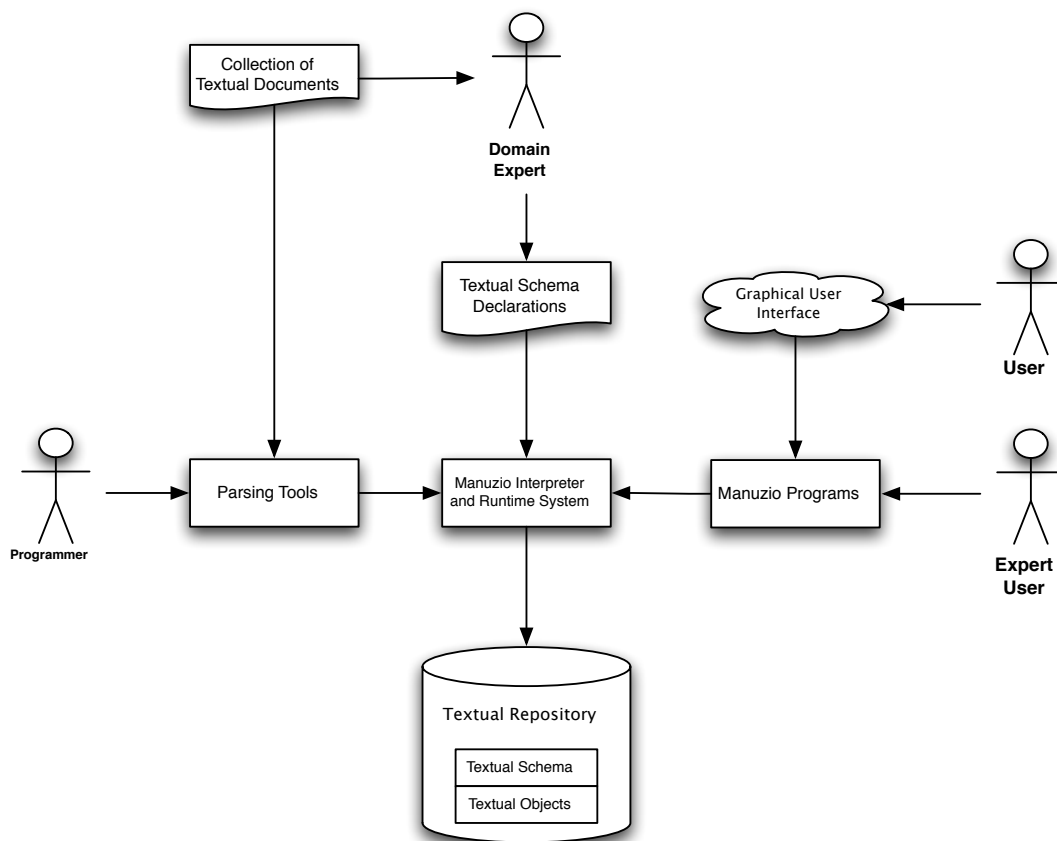 Collection of
Textual Documents
Domain
Expert
Textual Schema
Declarations
Graphical User
Interface
User
Programmer
Parsing Tools
Manuzio Interpreter
and Runtime System
Manuzio Programs
Expert
User
Textual Repository
Textual Schema
Textual Objects